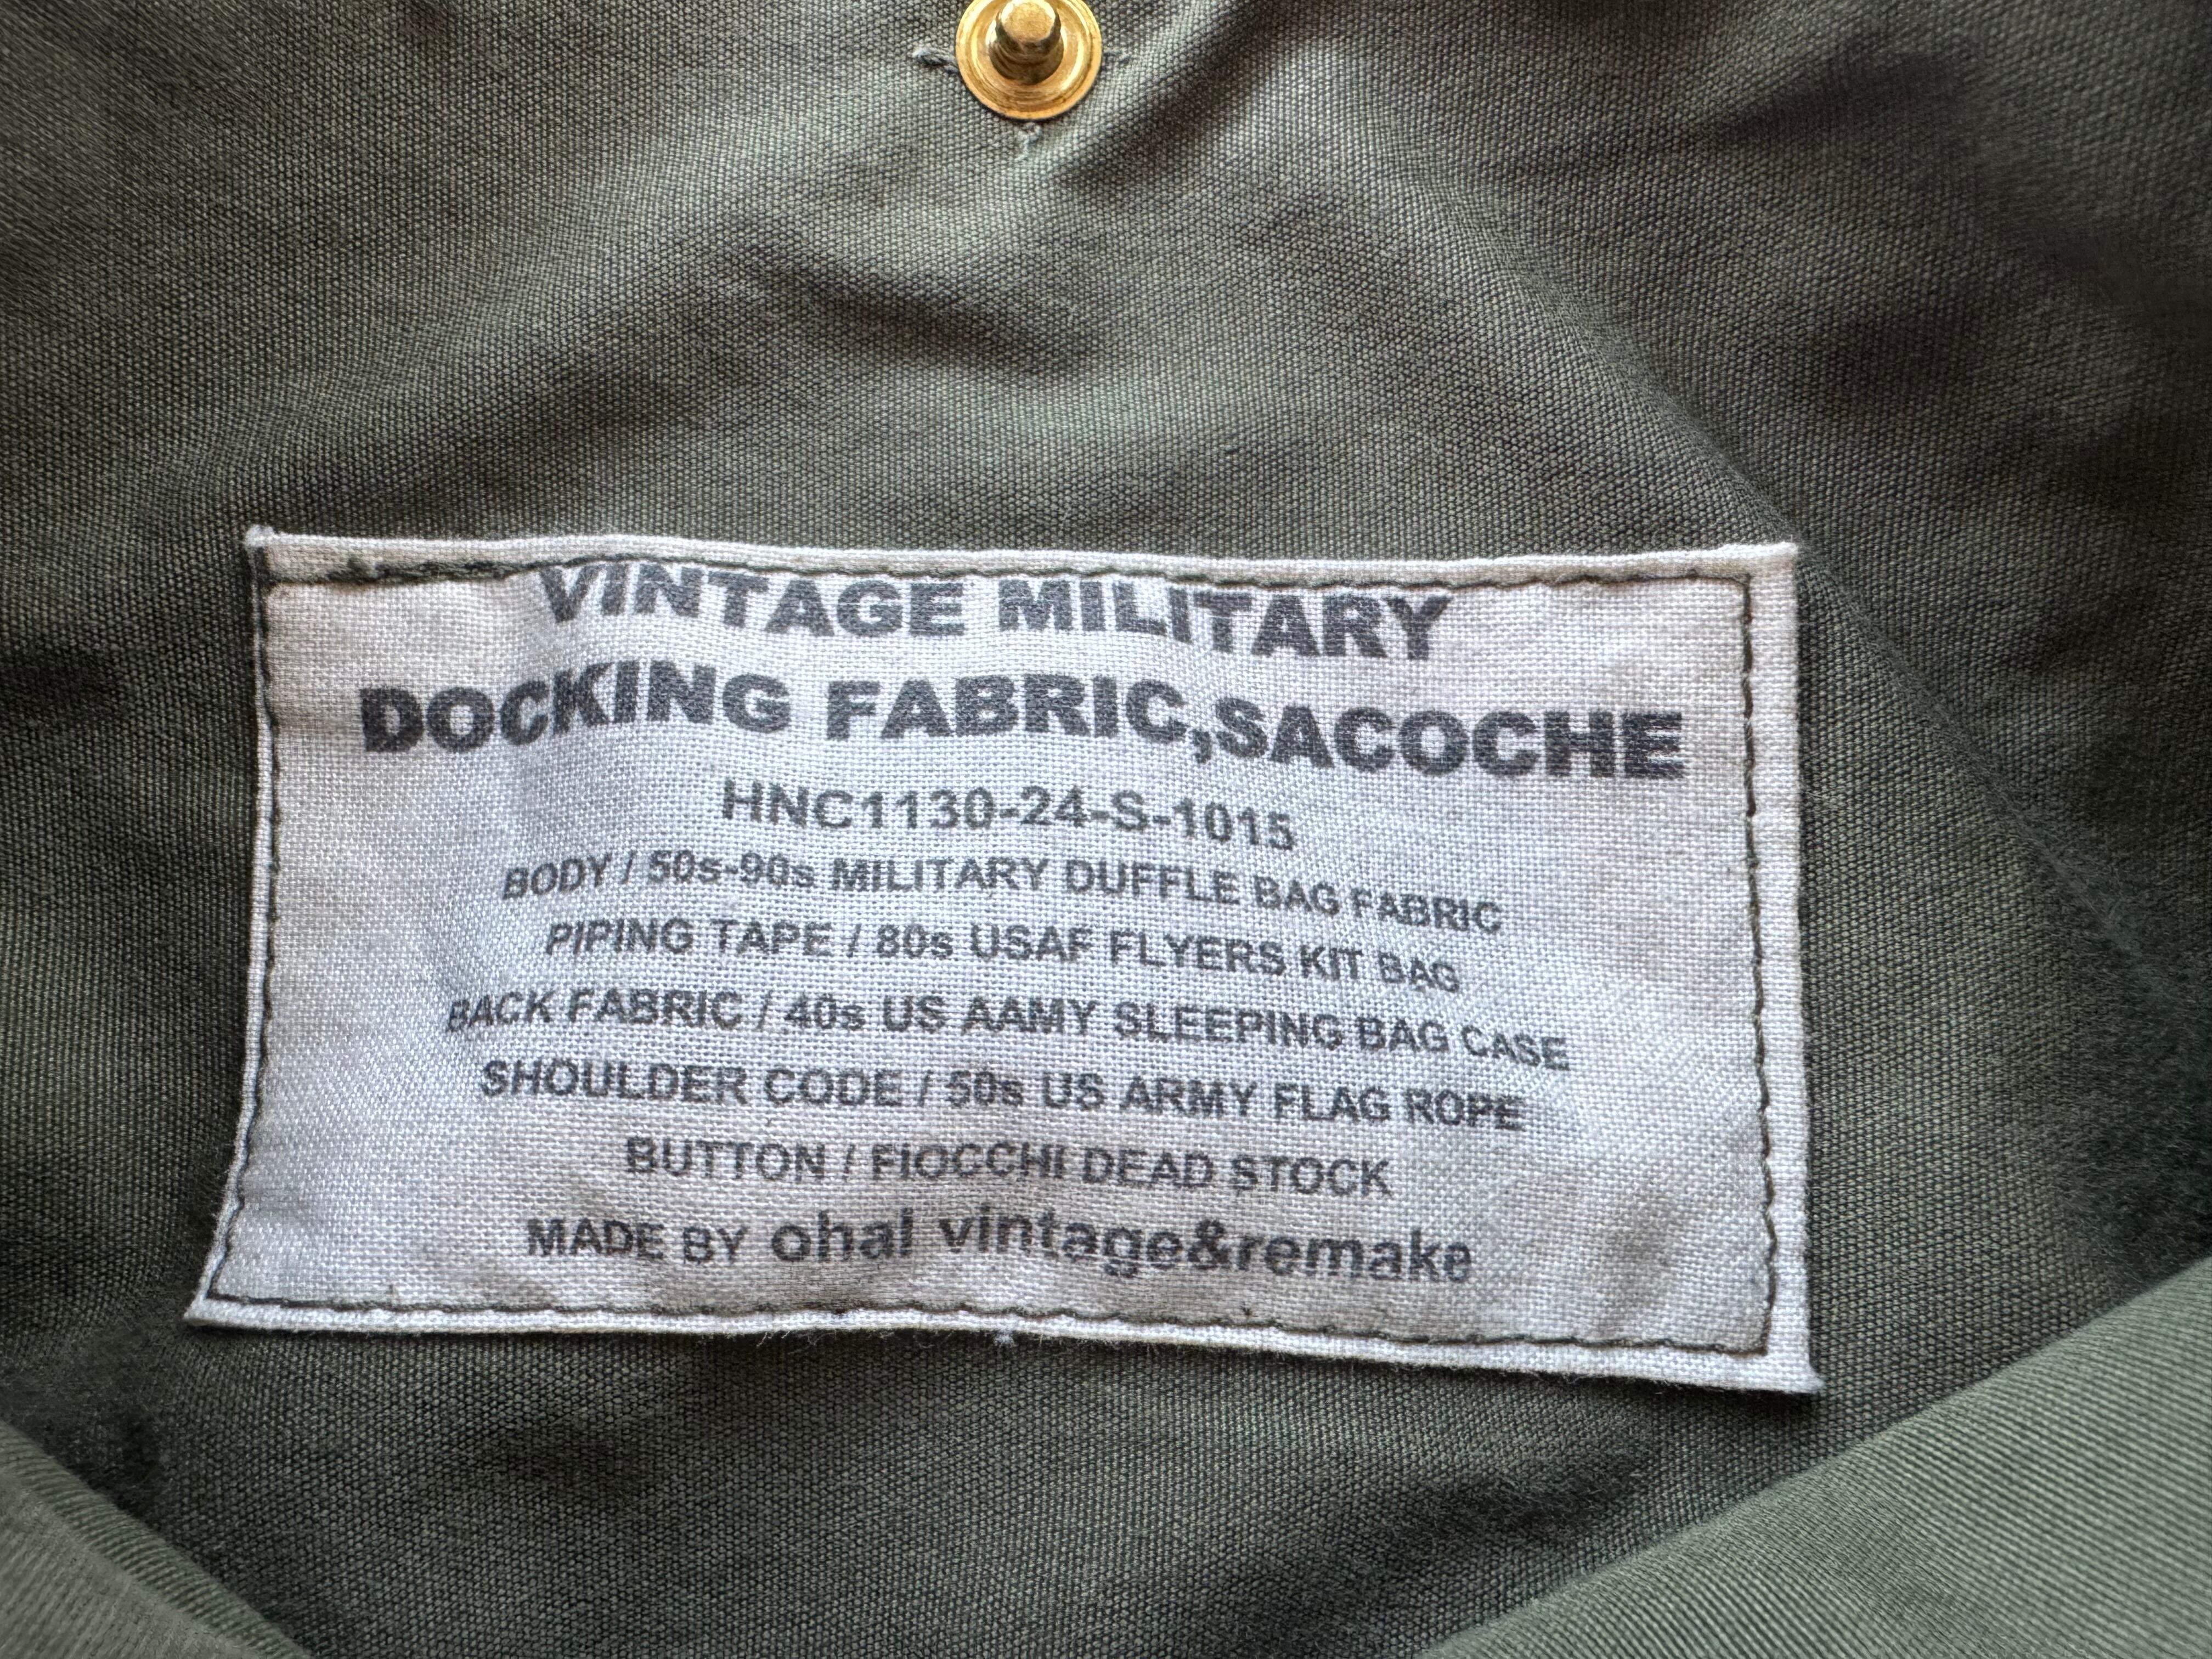 VINTAGE MILITARY
DOCKING FABRIC,SACOCHE
HNC1130-24-S-1015
BODY / 50s-90s MILITARY DUFFLE BAG FABRIC
PIPING TAPE / 80s USAF FLYERS KIT BAG
BACK FABRIC / 40s US AAMY SLEEPING BAG CASE
SHOULDER CODE / 50s US ARMY FLAG ROPE
BUTTON / FIOCCHI DEAD STOCK
MADE BY ohal vintage&remake